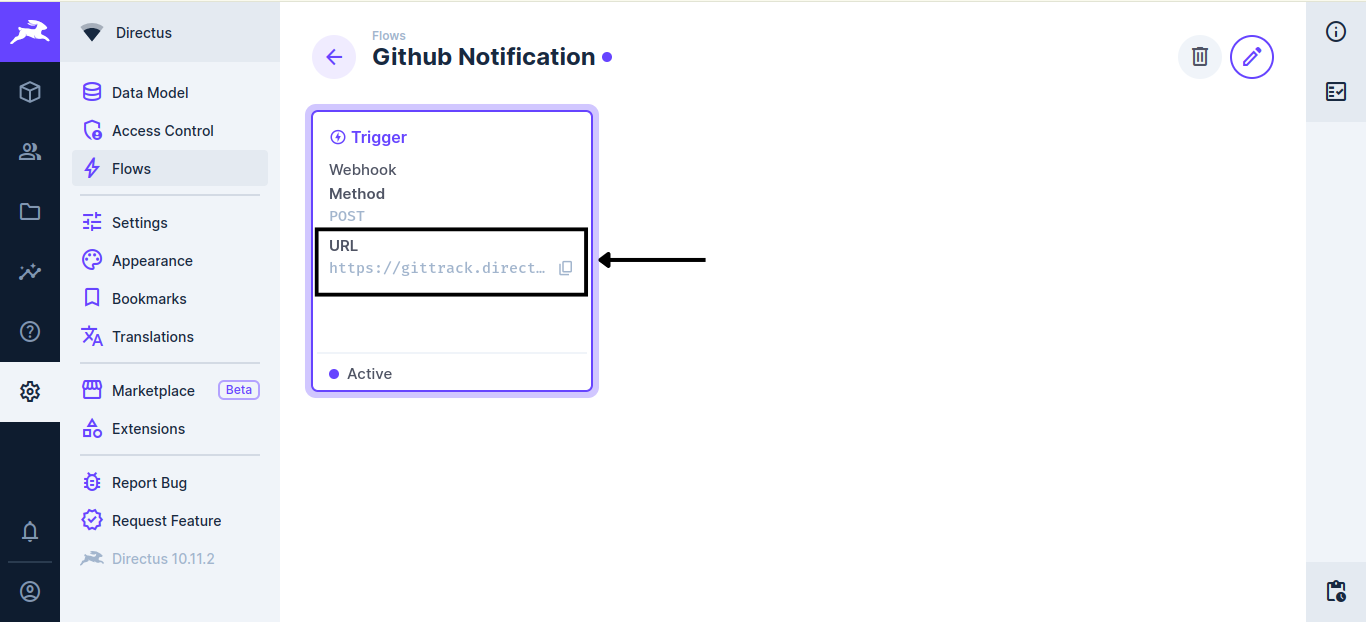 Directus
Data Model
Access Control
Flows
Settings
Appearance
Bookmarks
Translations
Marketplace Beta
Extensions
Report Bug
Request Feature
Directus 10.11.2
Flows
Github Notification
Trigger
Webhook
Method
POST
URL
https://gittrack.direct…
Active